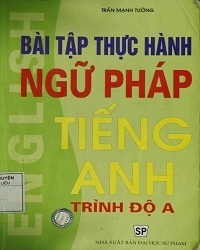 TRẦN MẠNH TƯỜNG
BÀI TẬP THỰC HÀNH
NGỮ PHÁP
TIẾNG
ANH
TRÌNH ĐỘ A
ENGLISH
SP
NHÀ XUẤT BẢN ĐẠI HỌC SƯ PHẠM